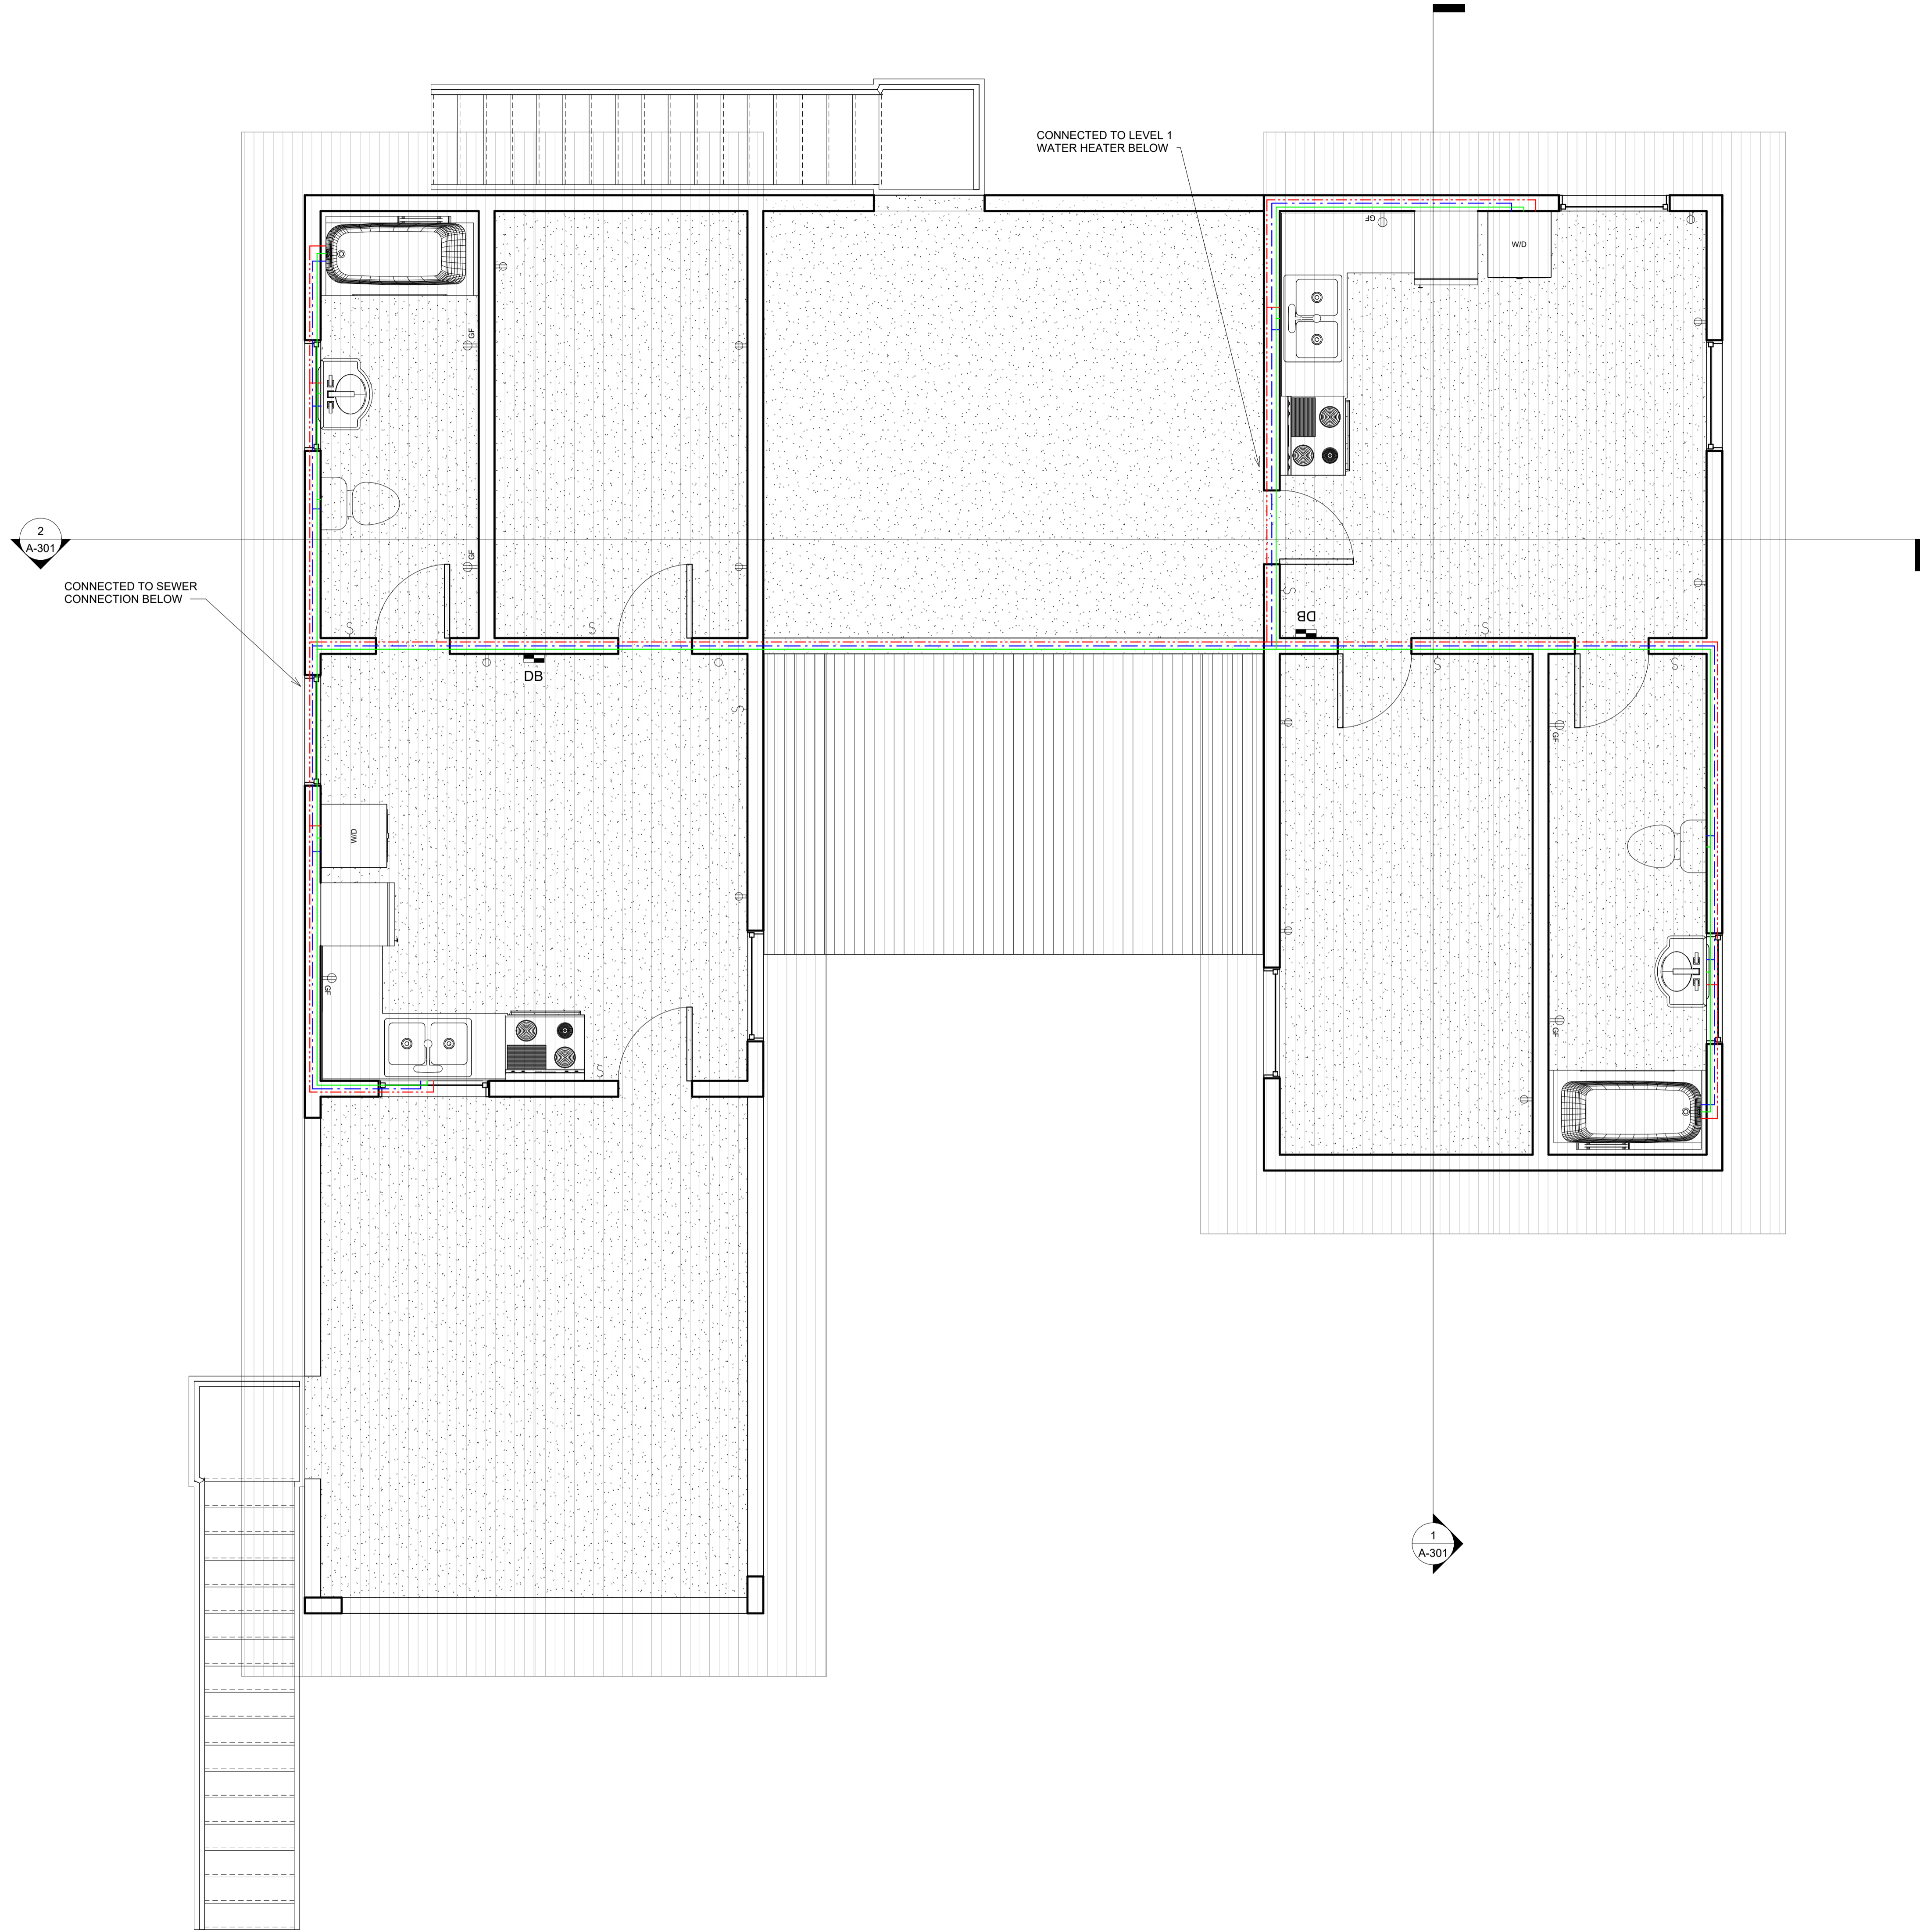 CONNECTED TO LEVEL 1
WATER HEATER BELOW
GF
W/D
GF
2
A-301
GF
CONNECTED TO SEWER
CONNECTION BELOW
S
S
S
DB
S
S
S
DB
S
GF
W/D
GF
GF
S
1
A-301